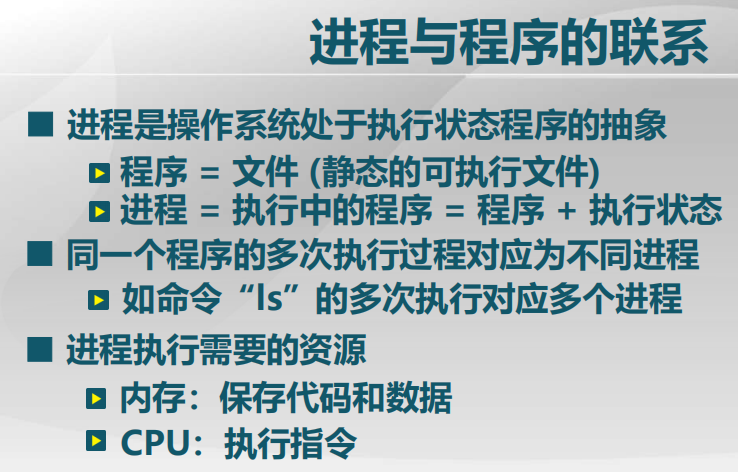 进程与程序的联系
进程是操作系统处于执行状态程序的抽象
程序 = 文件 (静态的可执行文件)
进程 = 执行中的程序 = 程序 + 执行状态
同一个程序的多次执行过程对应为不同进程
如命令“ls”的多次执行对应多个进程
进程执行需要的资源
内存：保存代码和数据
CPU：执行指令